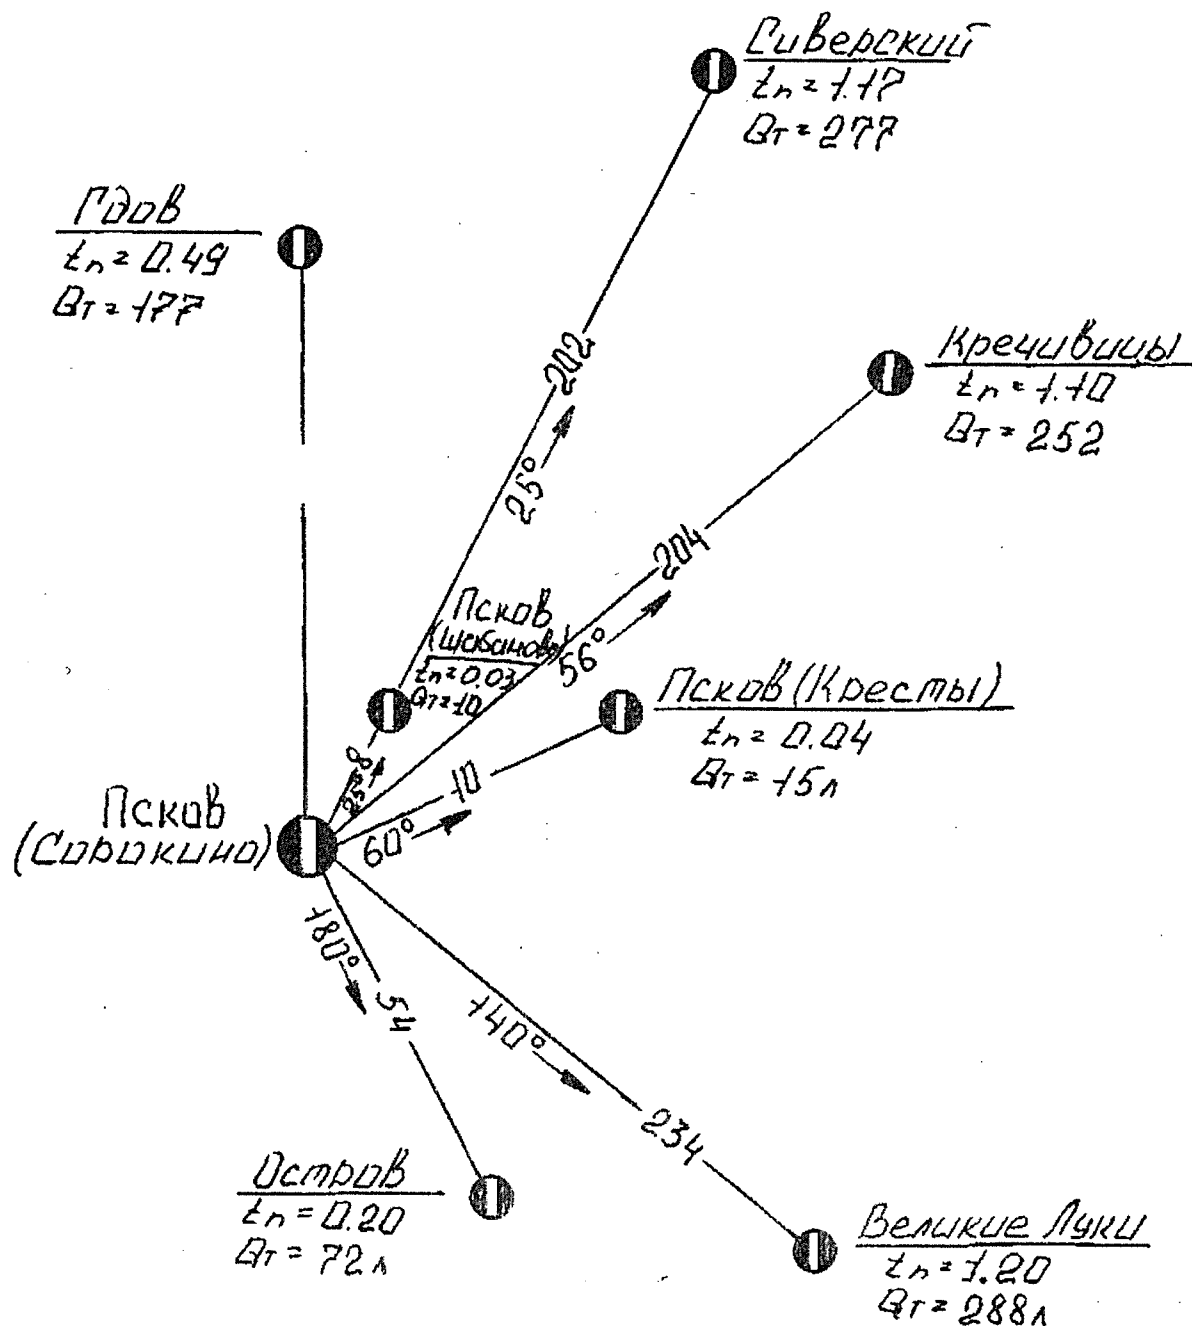 Сиверский
tп = 1.17
Qт = 277
Гдов
tп = 0.49
Qт = 177
Кречивицы
tп = 1.10
Qт = 252
202
25°
204
56°
Псков
(Шабаново)
tп = 0.03
Qт = 10
Псков (Кресты)
tп = 0.04
Qт = 15л
8
25°
10
60°
Псков
(Сорокино)
180°
54
140°
234
Остров
tп = 0.20
Qт = 72л
Великие Луки
tп = 1.20
Qт = 288л